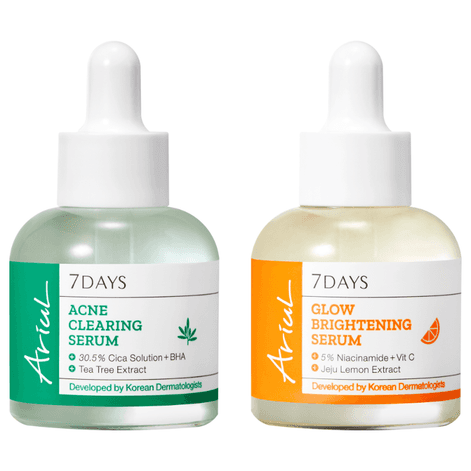 Ariul
7DAYS
ACNE
CLEARING
SERUM
30.5% Cica Solution + BHA
Tea Tree Extract
Developed by Korean Dermatologists
Ariul
7DAYS
GLOW
BRIGHTENING
SERUM
5% Niacinamide + Vit C
Jeju Lemon Extract
Developed by Korean Dermatologists